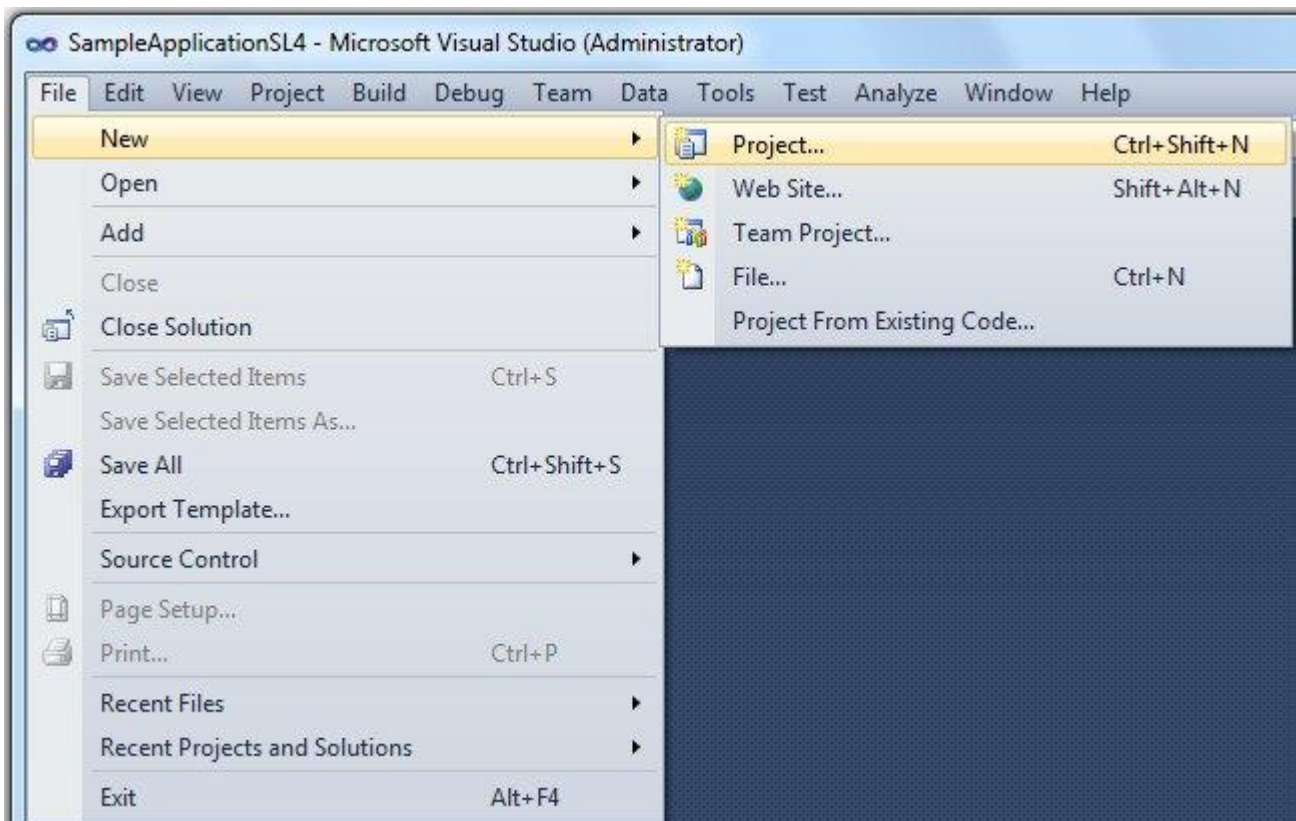 SampleApplicationSL4 - Microsoft Visual Studio (Administrator)
File Edit View Project Build Debug Team Data Tools Test Analyze Window Help
New
Open
Add
Close
Close Solution
Save Selected Items Ctrl+S
Save Selected Items As...
Save All Ctrl+Shift+S
Export Template...
Source Control
Page Setup...
Print... Ctrl+P
Recent Files
Recent Projects and Solutions
Exit Alt+F4
Project... Ctrl+Shift+N
Web Site... Shift+Alt+N
Team Project...
File... Ctrl+N
Project From Existing Code...